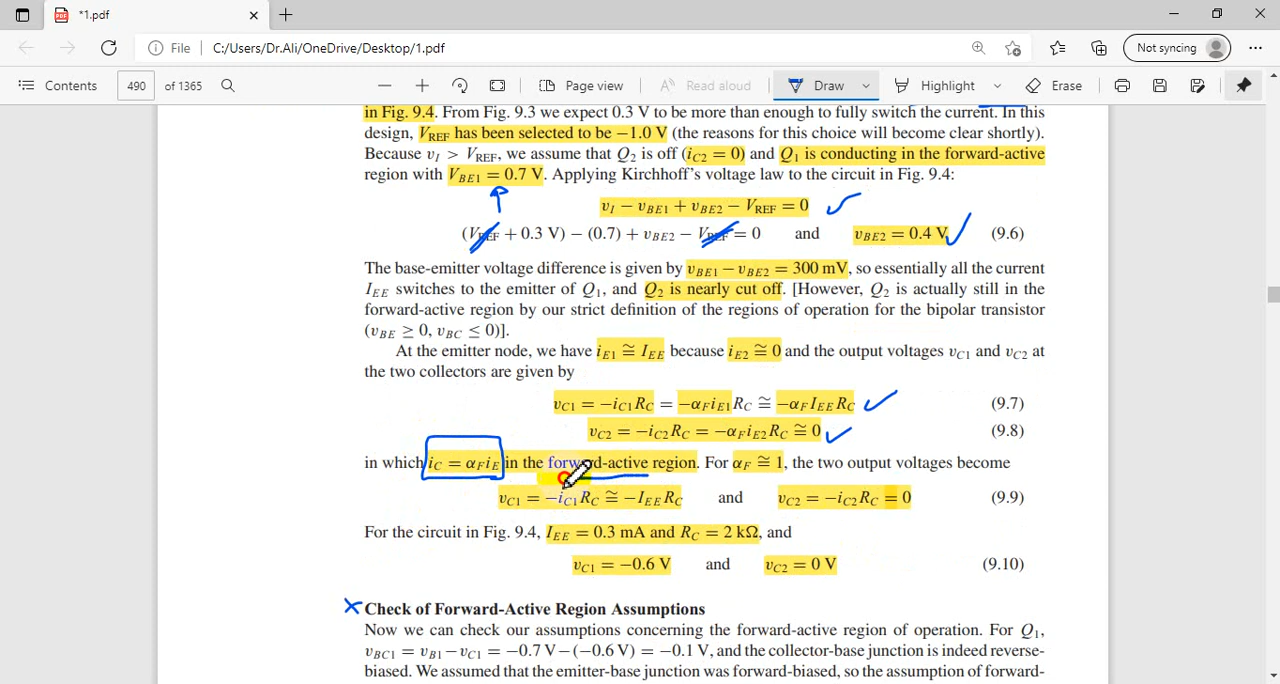 *1.pdf
File | C:/Users/Dr.Ali/OneDrive/Desktop/1.pdf
Not syncing
Contents 490 of 1365 Page view Read aloud Draw Highlight Erase
in Fig. 9.4. From Fig. 9.3 we expect 0.3 V to be more than enough to fully switch the current. In this
design, V_REF has been selected to be −1.0 V (the reasons for this choice will become clear shortly).
Because v_I > V_REF, we assume that Q_2 is off (i_C2 = 0) and Q_1 is conducting in the forward-active
region with V_BE1 = 0.7 V. Applying Kirchhoff's voltage law to the circuit in Fig. 9.4:
v_I − v_BE1 + v_BE2 − V_REF = 0
(V_REF + 0.3 V) − (0.7) + v_BE2 − V_REF = 0 and v_BE2 = 0.4 V (9.6)
The base-emitter voltage difference is given by v_BE1 − v_BE2 = 300 mV, so essentially all the current
I_EE switches to the emitter of Q_1, and Q_2 is nearly cut off. [However, Q_2 is actually still in the
forward-active region by our strict definition of the regions of operation for the bipolar transistor
(v_BE ≥ 0, v_BC ≤ 0)].
At the emitter node, we have i_E1 ≅ I_EE because i_E2 ≅ 0 and the output voltages v_C1 and v_C2 at
the two collectors are given by
v_C1 = −i_C1 R_C = −α_F i_E1 R_C ≅ −α_F I_EE R_C (9.7)
v_C2 = −i_C2 R_C = −α_F i_E2 R_C ≅ 0 (9.8)
in which i_C = α_F i_E in the forward-active region. For α_F ≅ 1, the two output voltages become
v_C1 = −i_C1 R_C ≅ −I_EE R_C and v_C2 = −i_C2 R_C = 0 (9.9)
For the circuit in Fig. 9.4, I_EE = 0.3 mA and R_C = 2 kΩ, and
v_C1 = −0.6 V and v_C2 = 0 V (9.10)
Check of Forward-Active Region Assumptions
Now we can check our assumptions concerning the forward-active region of operation. For Q_1,
v_BC1 = v_B1 − v_C1 = −0.7 V − (−0.6 V) = −0.1 V, and the collector-base junction is indeed reverse-
biased. We assumed that the emitter-base junction was forward-biased, so the assumption of forward-